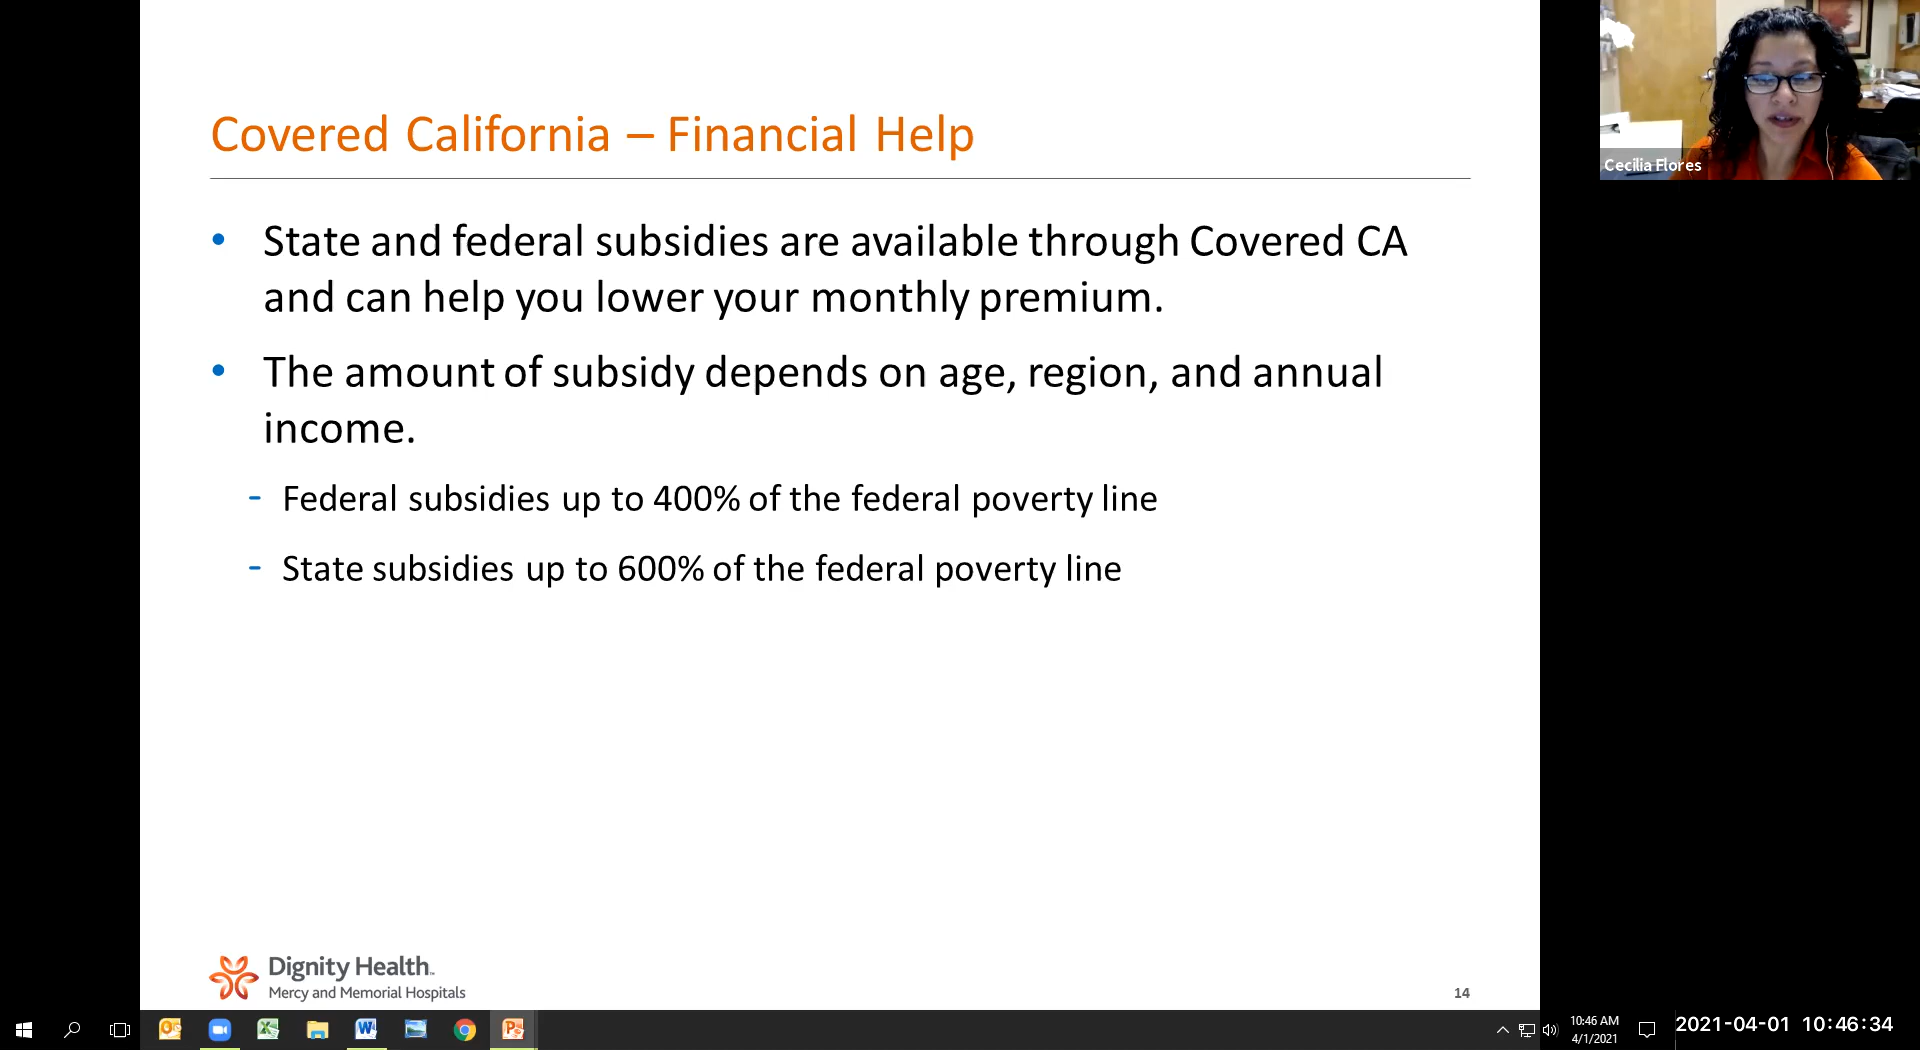 Covered California – Financial Help
• State and federal subsidies are available through Covered CA
and can help you lower your monthly premium.
• The amount of subsidy depends on age, region, and annual
income.
- Federal subsidies up to 400% of the federal poverty line
- State subsidies up to 600% of the federal poverty line
Dignity Health™
Mercy and Memorial Hospitals
14
Cecilia Flores
10:46 AM
4/1/2021
2021-04-01 10:46:34